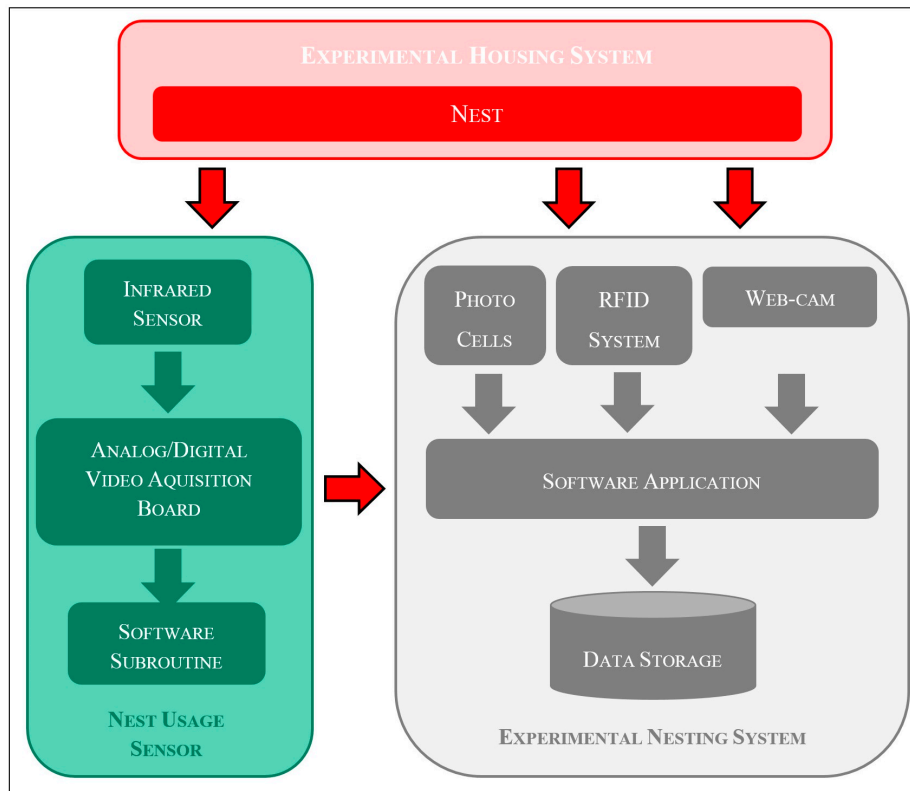 EXPERIMENTAL HOUSING SYSTEM
NEST
INFRARED
SENSOR
ANALOG/DIGITAL
VIDEO AQUISITION
BOARD
SOFTWARE
SUBROUTINE
NEST USAGE
SENSOR
PHOTO
CELLS
RFID
SYSTEM
WEB-CAM
SOFTWARE APPLICATION
DATA STORAGE
EXPERIMENTAL NESTING SYSTEM